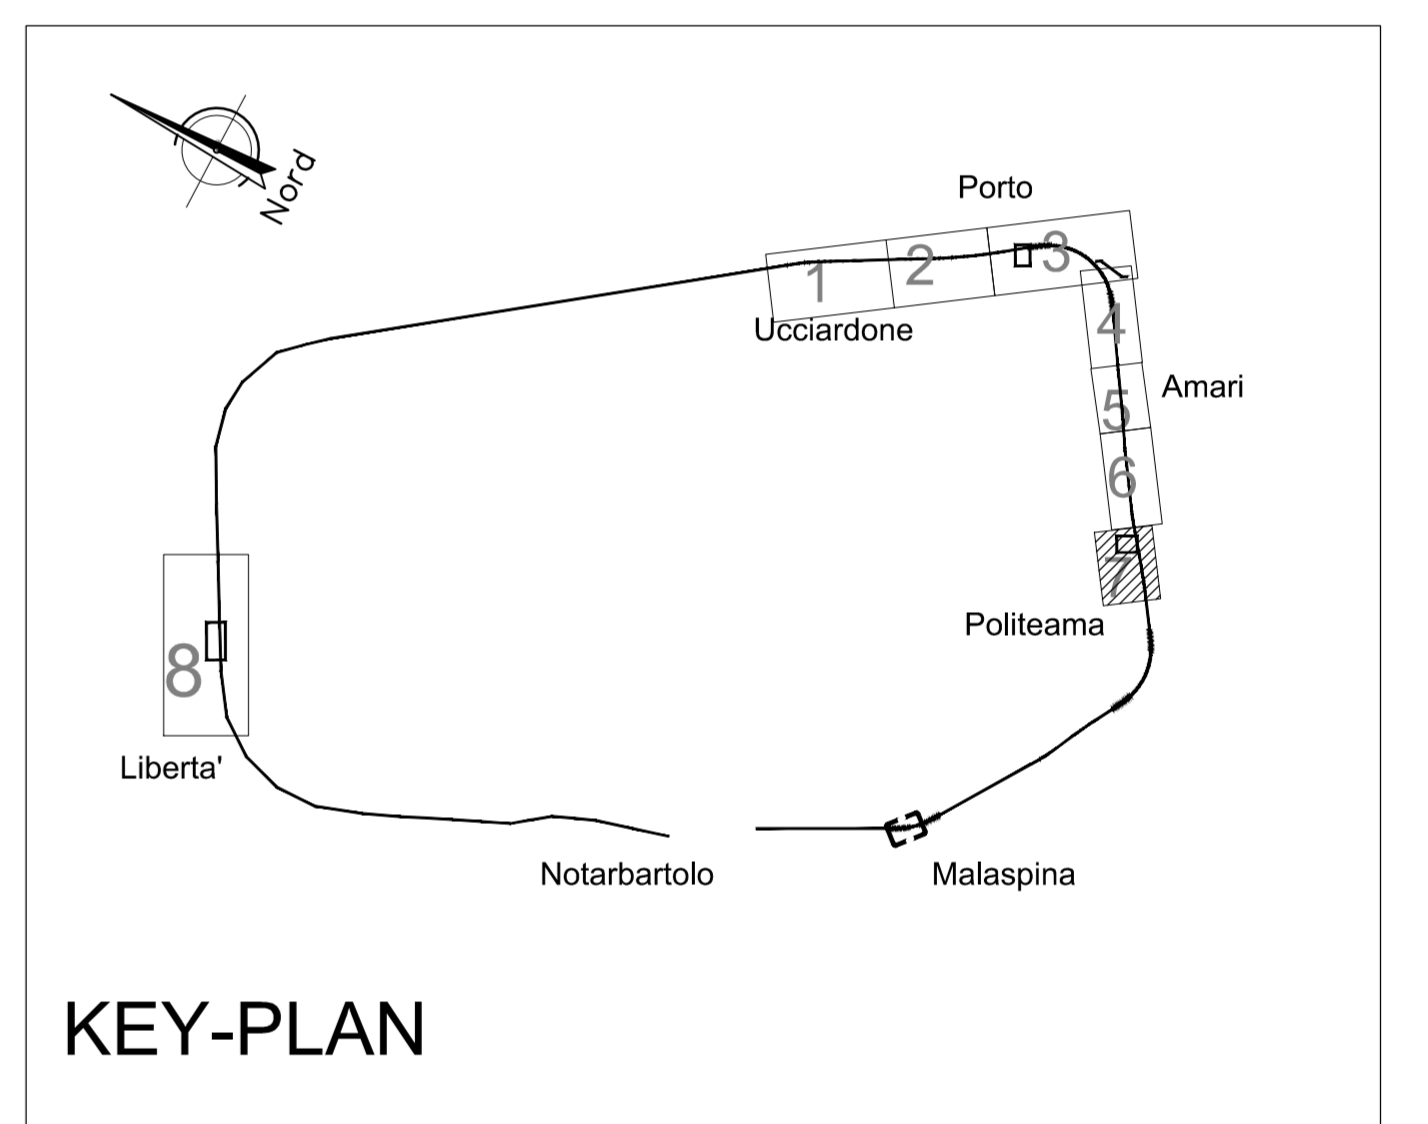 Nord
Porto
1
2
3
Ucciardone
4
Amari
5
6
7
Politeama
8
Liberta'
Notarbartolo
Malaspina
KEY-PLAN